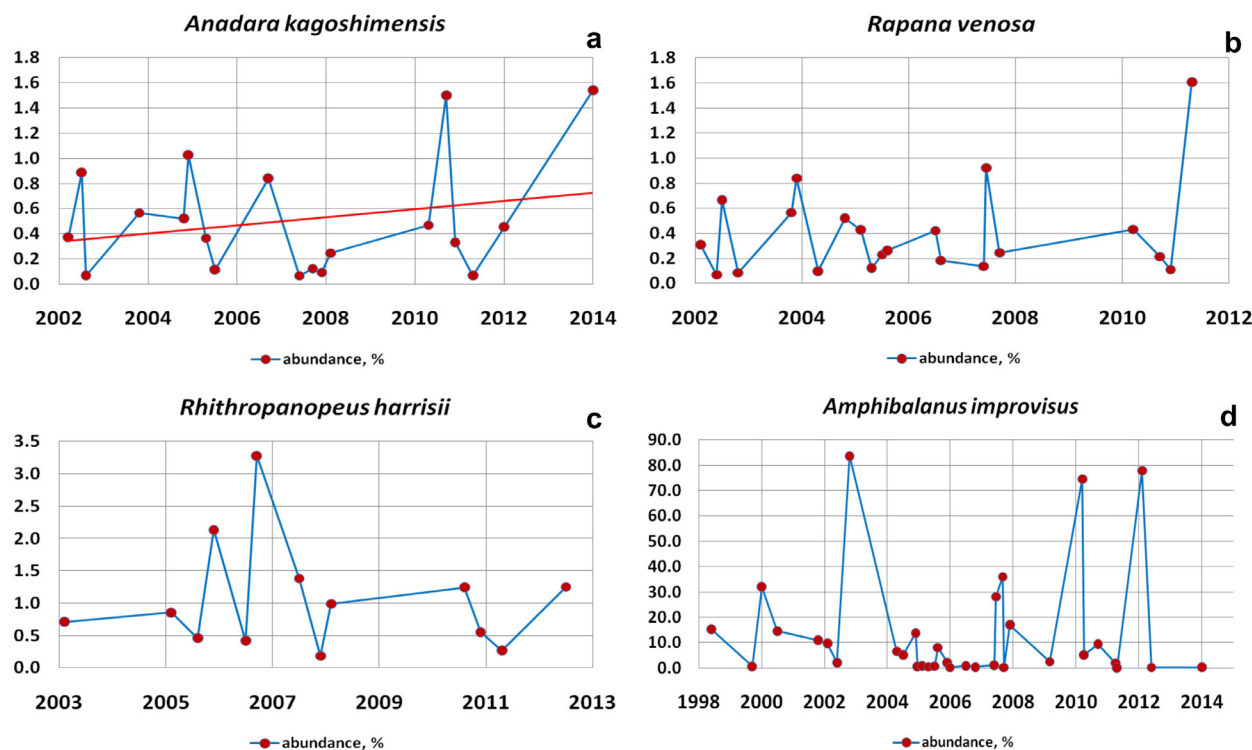 Anadara kagoshimensis
a
1.8
1.6
1.4
1.2
1.0
0.8
0.6
0.4
0.2
0.0
2002 2004 2006 2008 2010 2012 2014
abundance, %
Rapana venosa
b
1.8
1.6
1.4
1.2
1.0
0.8
0.6
0.4
0.2
0.0
2002 2004 2006 2008 2010 2012
abundance, %
Rhithropanopeus harrisii
c
3.5
3.0
2.5
2.0
1.5
1.0
0.5
0.0
2003 2005 2007 2009 2011 2013
abundance, %
Amphibalanus improvisus
d
90.0
80.0
70.0
60.0
50.0
40.0
30.0
20.0
10.0
0.0
1998 2000 2002 2004 2006 2008 2010 2012 2014
abundance, %